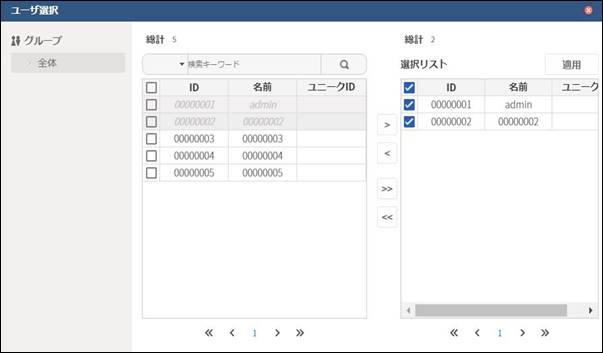 ユーザ選択
グループ
全体
総計 5
検索キーワード
ID 名前 ユニークID
00000001 admin
00000002 00000002
00000003 00000003
00000004 00000004
00000005 00000005
>
<
>>
<<
« < 1 > »
総計 2
選択リスト 適用
ID 名前 ユニーク
00000001 admin
00000002 00000002
« < 1 > »